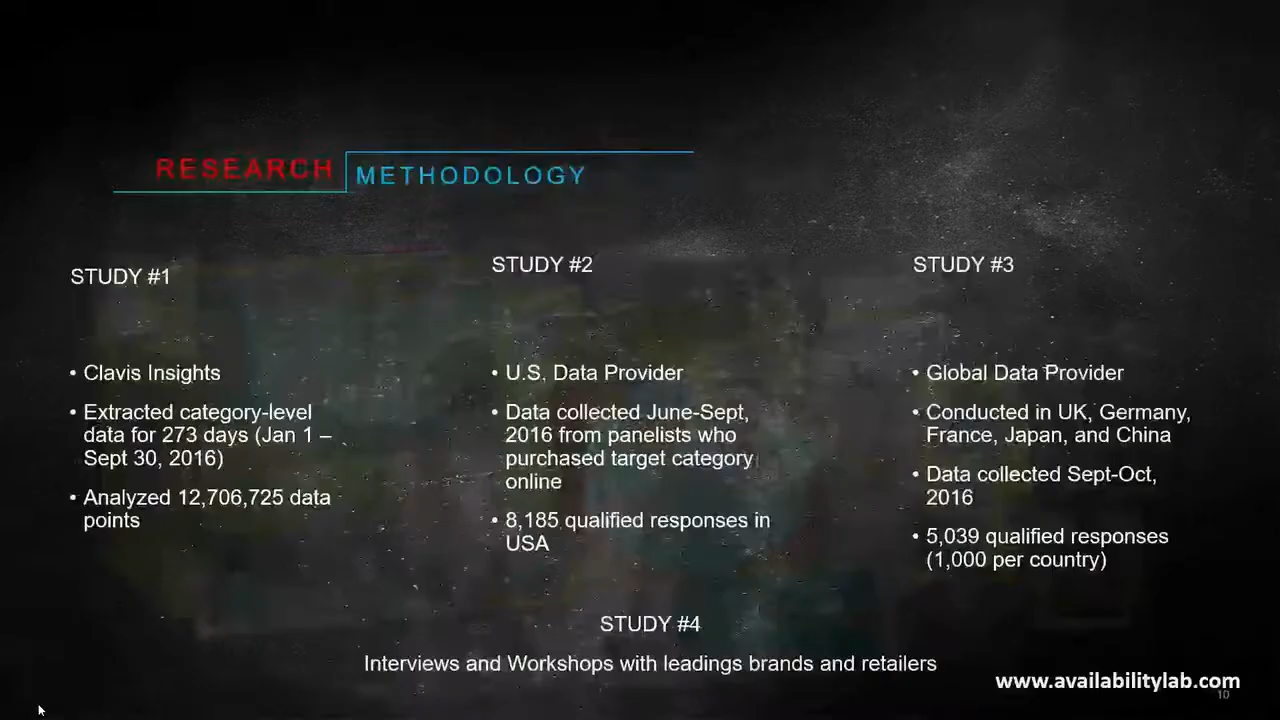 RESEARCH
METHODOLOGY
STUDY #1
• Clavis Insights
• Extracted category-level
data for 273 days (Jan 1 –
Sept 30, 2016)
• Analyzed 12,706,725 data
points
STUDY #2
• U.S. Data Provider
• Data collected June-Sept,
2016 from panelists who
purchased target category
online
• 8,185 qualified responses in
USA
STUDY #3
• Global Data Provider
• Conducted in UK, Germany,
France, Japan, and China
• Data collected Sept-Oct,
2016
• 5,039 qualified responses
(1,000 per country)
STUDY #4
Interviews and Workshops with leadings brands and retailers
www.availabilitylab.com
10